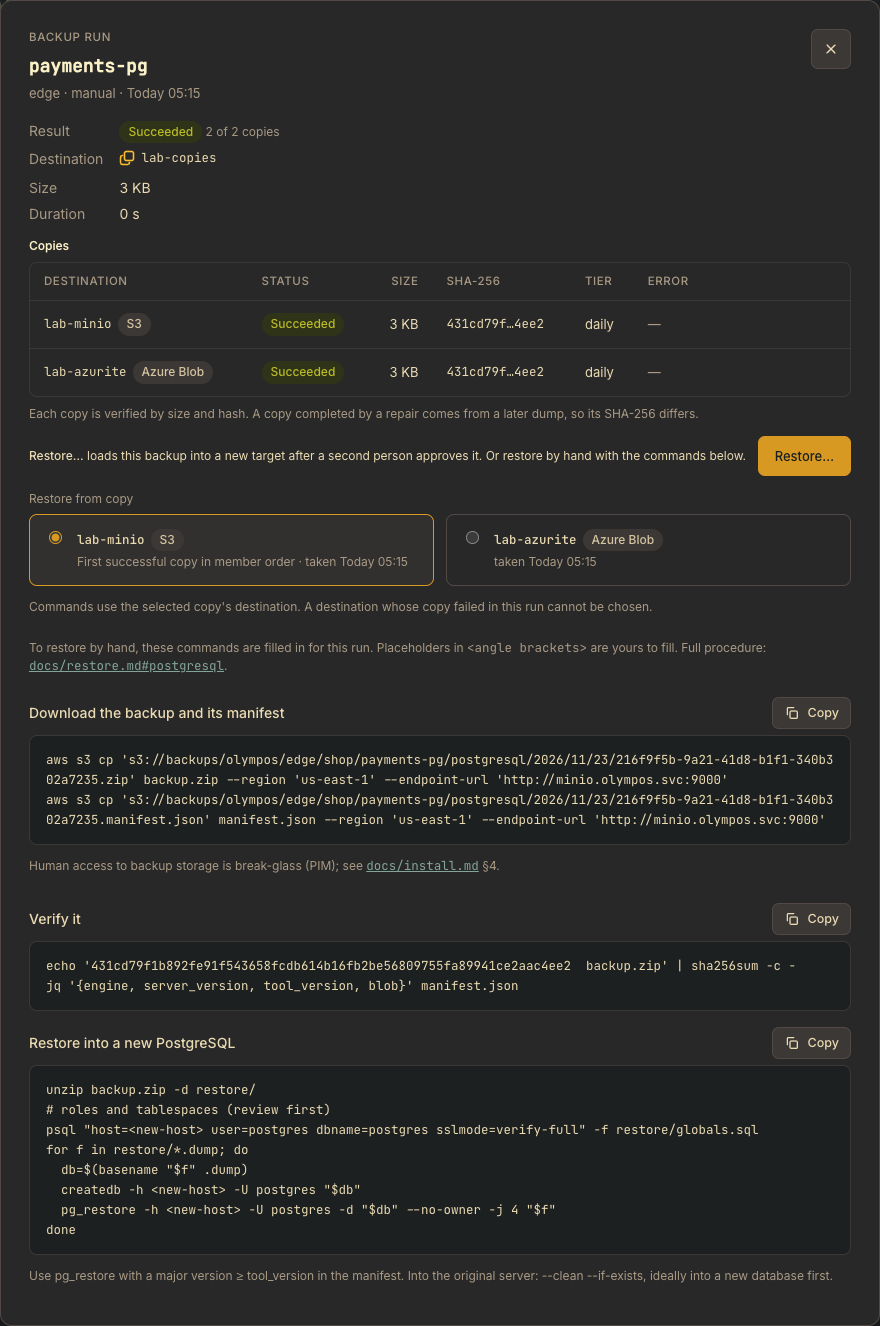 BACKUP RUN
payments-pg
edge · manual · Today 05:15
Result Succeeded 2 of 2 copies
Destination lab-copies
Size 3 KB
Duration 0 s
Copies
DESTINATION STATUS SIZE SHA-256 TIER ERROR
lab-minio S3 Succeeded 3 KB 431cd79f…4ee2 daily —
lab-azurite Azure Blob Succeeded 3 KB 431cd79f…4ee2 daily —
Each copy is verified by size and hash. A copy completed by a repair comes from a later dump, so its SHA-256 differs.
Restore... loads this backup into a new target after a second person approves it. Or restore by hand with the commands below. Restore...
Restore from copy
lab-minio S3
First successful copy in member order · taken Today 05:15
lab-azurite Azure Blob
taken Today 05:15
Commands use the selected copy's destination. A destination whose copy failed in this run cannot be chosen.
To restore by hand, these commands are filled in for this run. Placeholders in <angle brackets> are yours to fill. Full procedure:
docs/restore.md#postgresql.
Download the backup and its manifest Copy
aws s3 cp 's3://backups/olympos/edge/shop/payments-pg/postgresql/2026/11/23/216f9f5b-9a21-41d8-b1f1-340b3
02a7235.zip' backup.zip --region 'us-east-1' --endpoint-url 'http://minio.olympos.svc:9000'
aws s3 cp 's3://backups/olympos/edge/shop/payments-pg/postgresql/2026/11/23/216f9f5b-9a21-41d8-b1f1-340b3
02a7235.manifest.json' manifest.json --region 'us-east-1' --endpoint-url 'http://minio.olympos.svc:9000'
Human access to backup storage is break-glass (PIM); see docs/install.md §4.
Verify it Copy
echo '431cd79f1b892fe91f543658fcdb614b16fb2be56809755fa89941ce2aac4ee2  backup.zip' | sha256sum -c -
jq '{engine, server_version, tool_version, blob}' manifest.json
Restore into a new PostgreSQL Copy
unzip backup.zip -d restore/
# roles and tablespaces (review first)
psql "host=<new-host> user=postgres dbname=postgres sslmode=verify-full" -f restore/globals.sql
for f in restore/*.dump; do
  db=$(basename "$f" .dump)
  createdb -h <new-host> -U postgres "$db"
  pg_restore -h <new-host> -U postgres -d "$db" --no-owner -j 4 "$f"
done
Use pg_restore with a major version ≥ tool_version in the manifest. Into the original server: --clean --if-exists, ideally into a new database first.